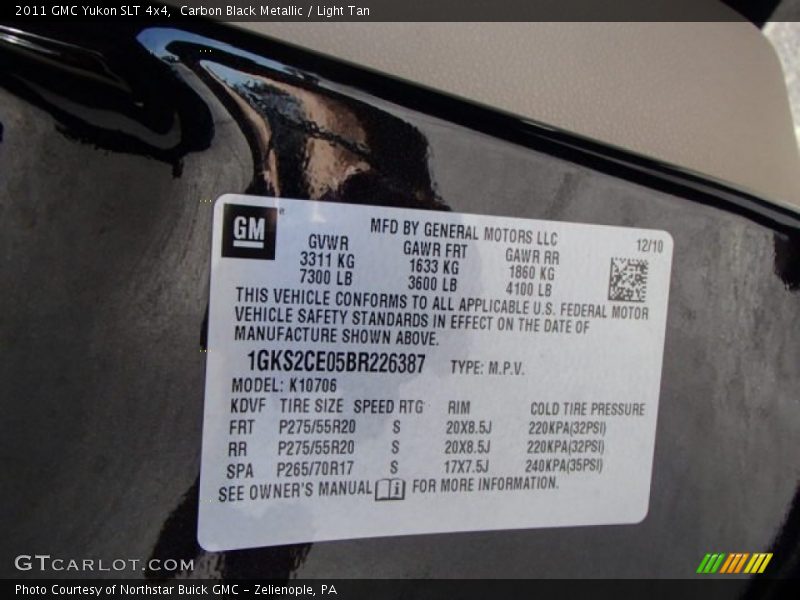 2011 GMC Yukon SLT 4x4,  Carbon Black Metallic / Light Tan
GM
MFD BY GENERAL MOTORS LLC
12/10
GVWR GAWR FRT GAWR RR
3311 KG 1633 KG 1860 KG
7300 LB 3600 LB 4100 LB
THIS VEHICLE CONFORMS TO ALL APPLICABLE U.S. FEDERAL MOTOR
VEHICLE SAFETY STANDARDS IN EFFECT ON THE DATE OF
MANUFACTURE SHOWN ABOVE.
1GKS2CE05BR226387 TYPE: M.P.V.
MODEL: K10706
KDVF TIRE SIZE SPEED RTG RIM COLD TIRE PRESSURE
FRT P275/55R20 S 20X8.5J 220KPA(32PSI)
RR P275/55R20 S 20X8.5J 220KPA(32PSI)
SPA P265/70R17 S 17X7.5J 240KPA(35PSI)
SEE OWNER'S MANUAL i FOR MORE INFORMATION.
GTCARLOT.COM
Photo Courtesy of Northstar Buick GMC - Zelienople, PA